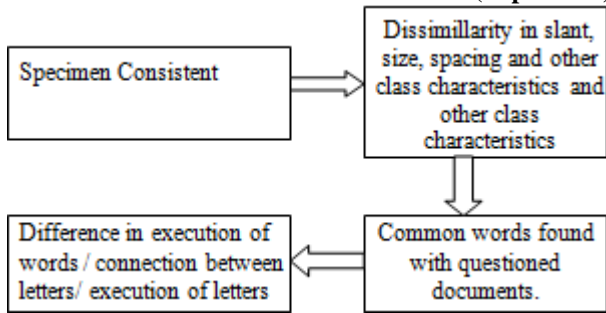 Specimen Consistent
Dissimillarity in slant,
size, spacing and other
class characteristics and
other class
characteristics
Common words found
with questioned
documents.
Difference in execution of
words / connection between
letters/ execution of letters